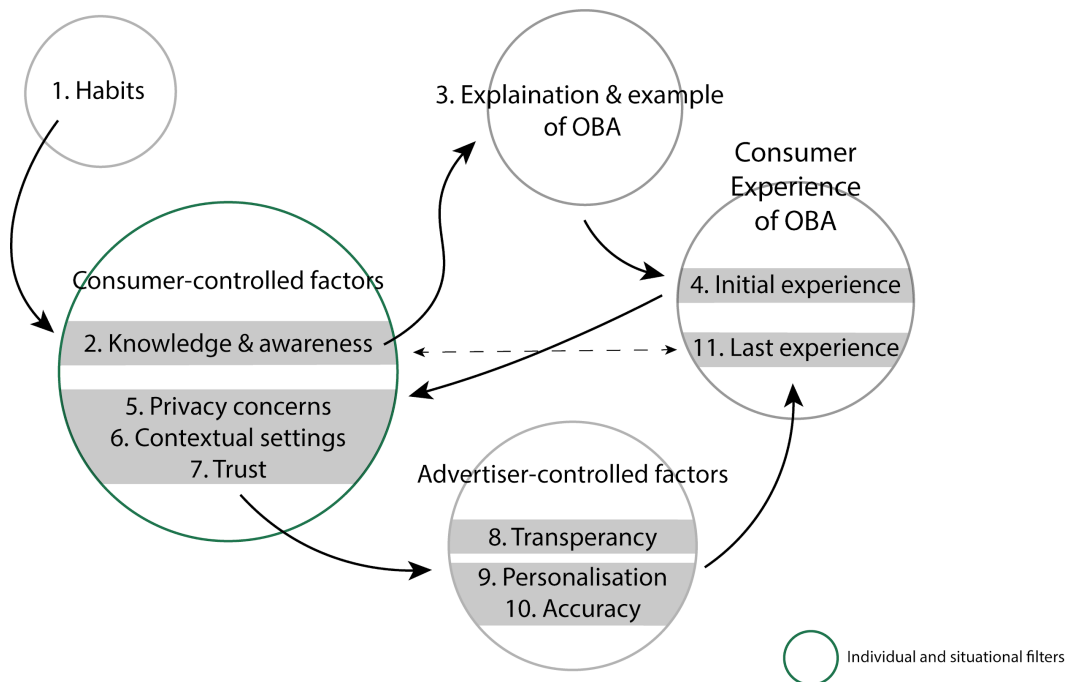 1. Habits
3. Explaination & example
of OBA
Consumer
Experience
of OBA
4. Initial experience
11. Last experience
Consumer-controlled factors
2. Knowledge & awareness
5. Privacy concerns
6. Contextual settings
7. Trust
Advertiser-controlled factors
8. Transperancy
9. Personalisation
10. Accuracy
Individual and situational filters